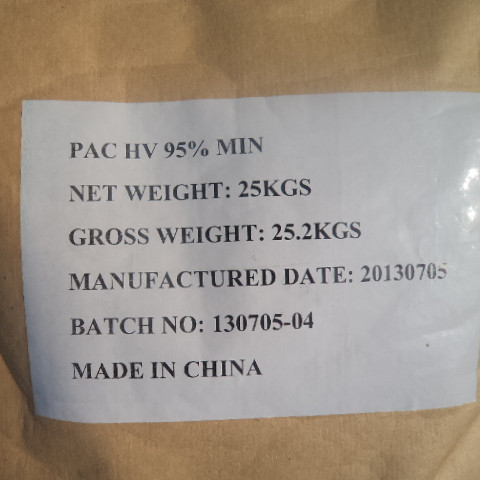 PAC HV 95% MIN
NET WEIGHT: 25KGS
GROSS WEIGHT: 25.2KGS
MANUFACTURED DATE: 20130705
BATCH NO: 130705-04
MADE IN CHINA